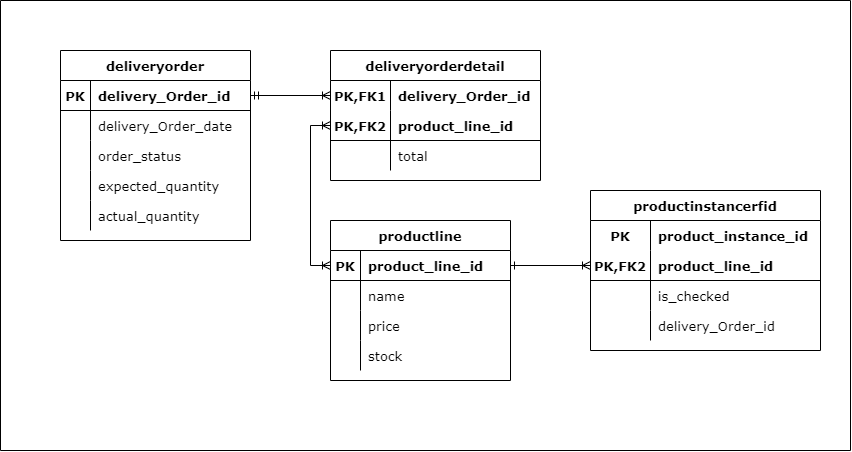 deliveryorder
PK delivery_Order_id
delivery_Order_date
order_status
expected_quantity
actual_quantity
deliveryorderdetail
PK,FK1 delivery_Order_id
PK,FK2 product_line_id
total
productline
PK product_line_id
name
price
stock
productinstancerfid
PK product_instance_id
PK,FK2 product_line_id
is_checked
delivery_Order_id